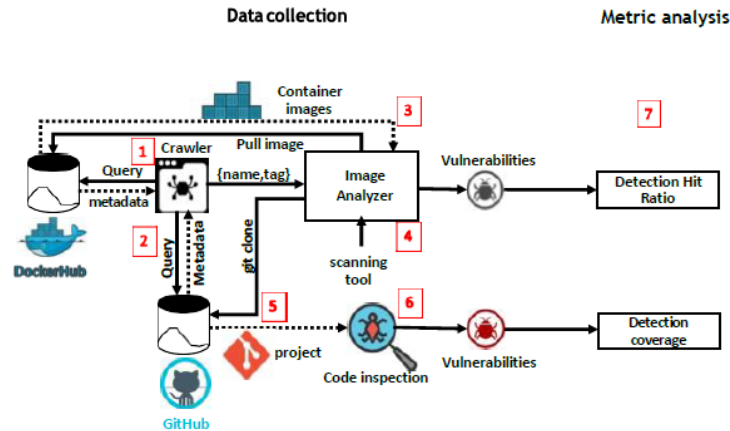 Data collection
Metric analysis
Container
images
3
7
1
Crawler
Pull image
Query
{name,tag}
Image
Analyzer
Vulnerabilities
Detection Hit
Ratio
metadata
DockerHub
2
Query
Metadata
git clone
4
scanning
tool
5
6
project
Code inspection
Vulnerabilities
Detection
coverage
GitHub